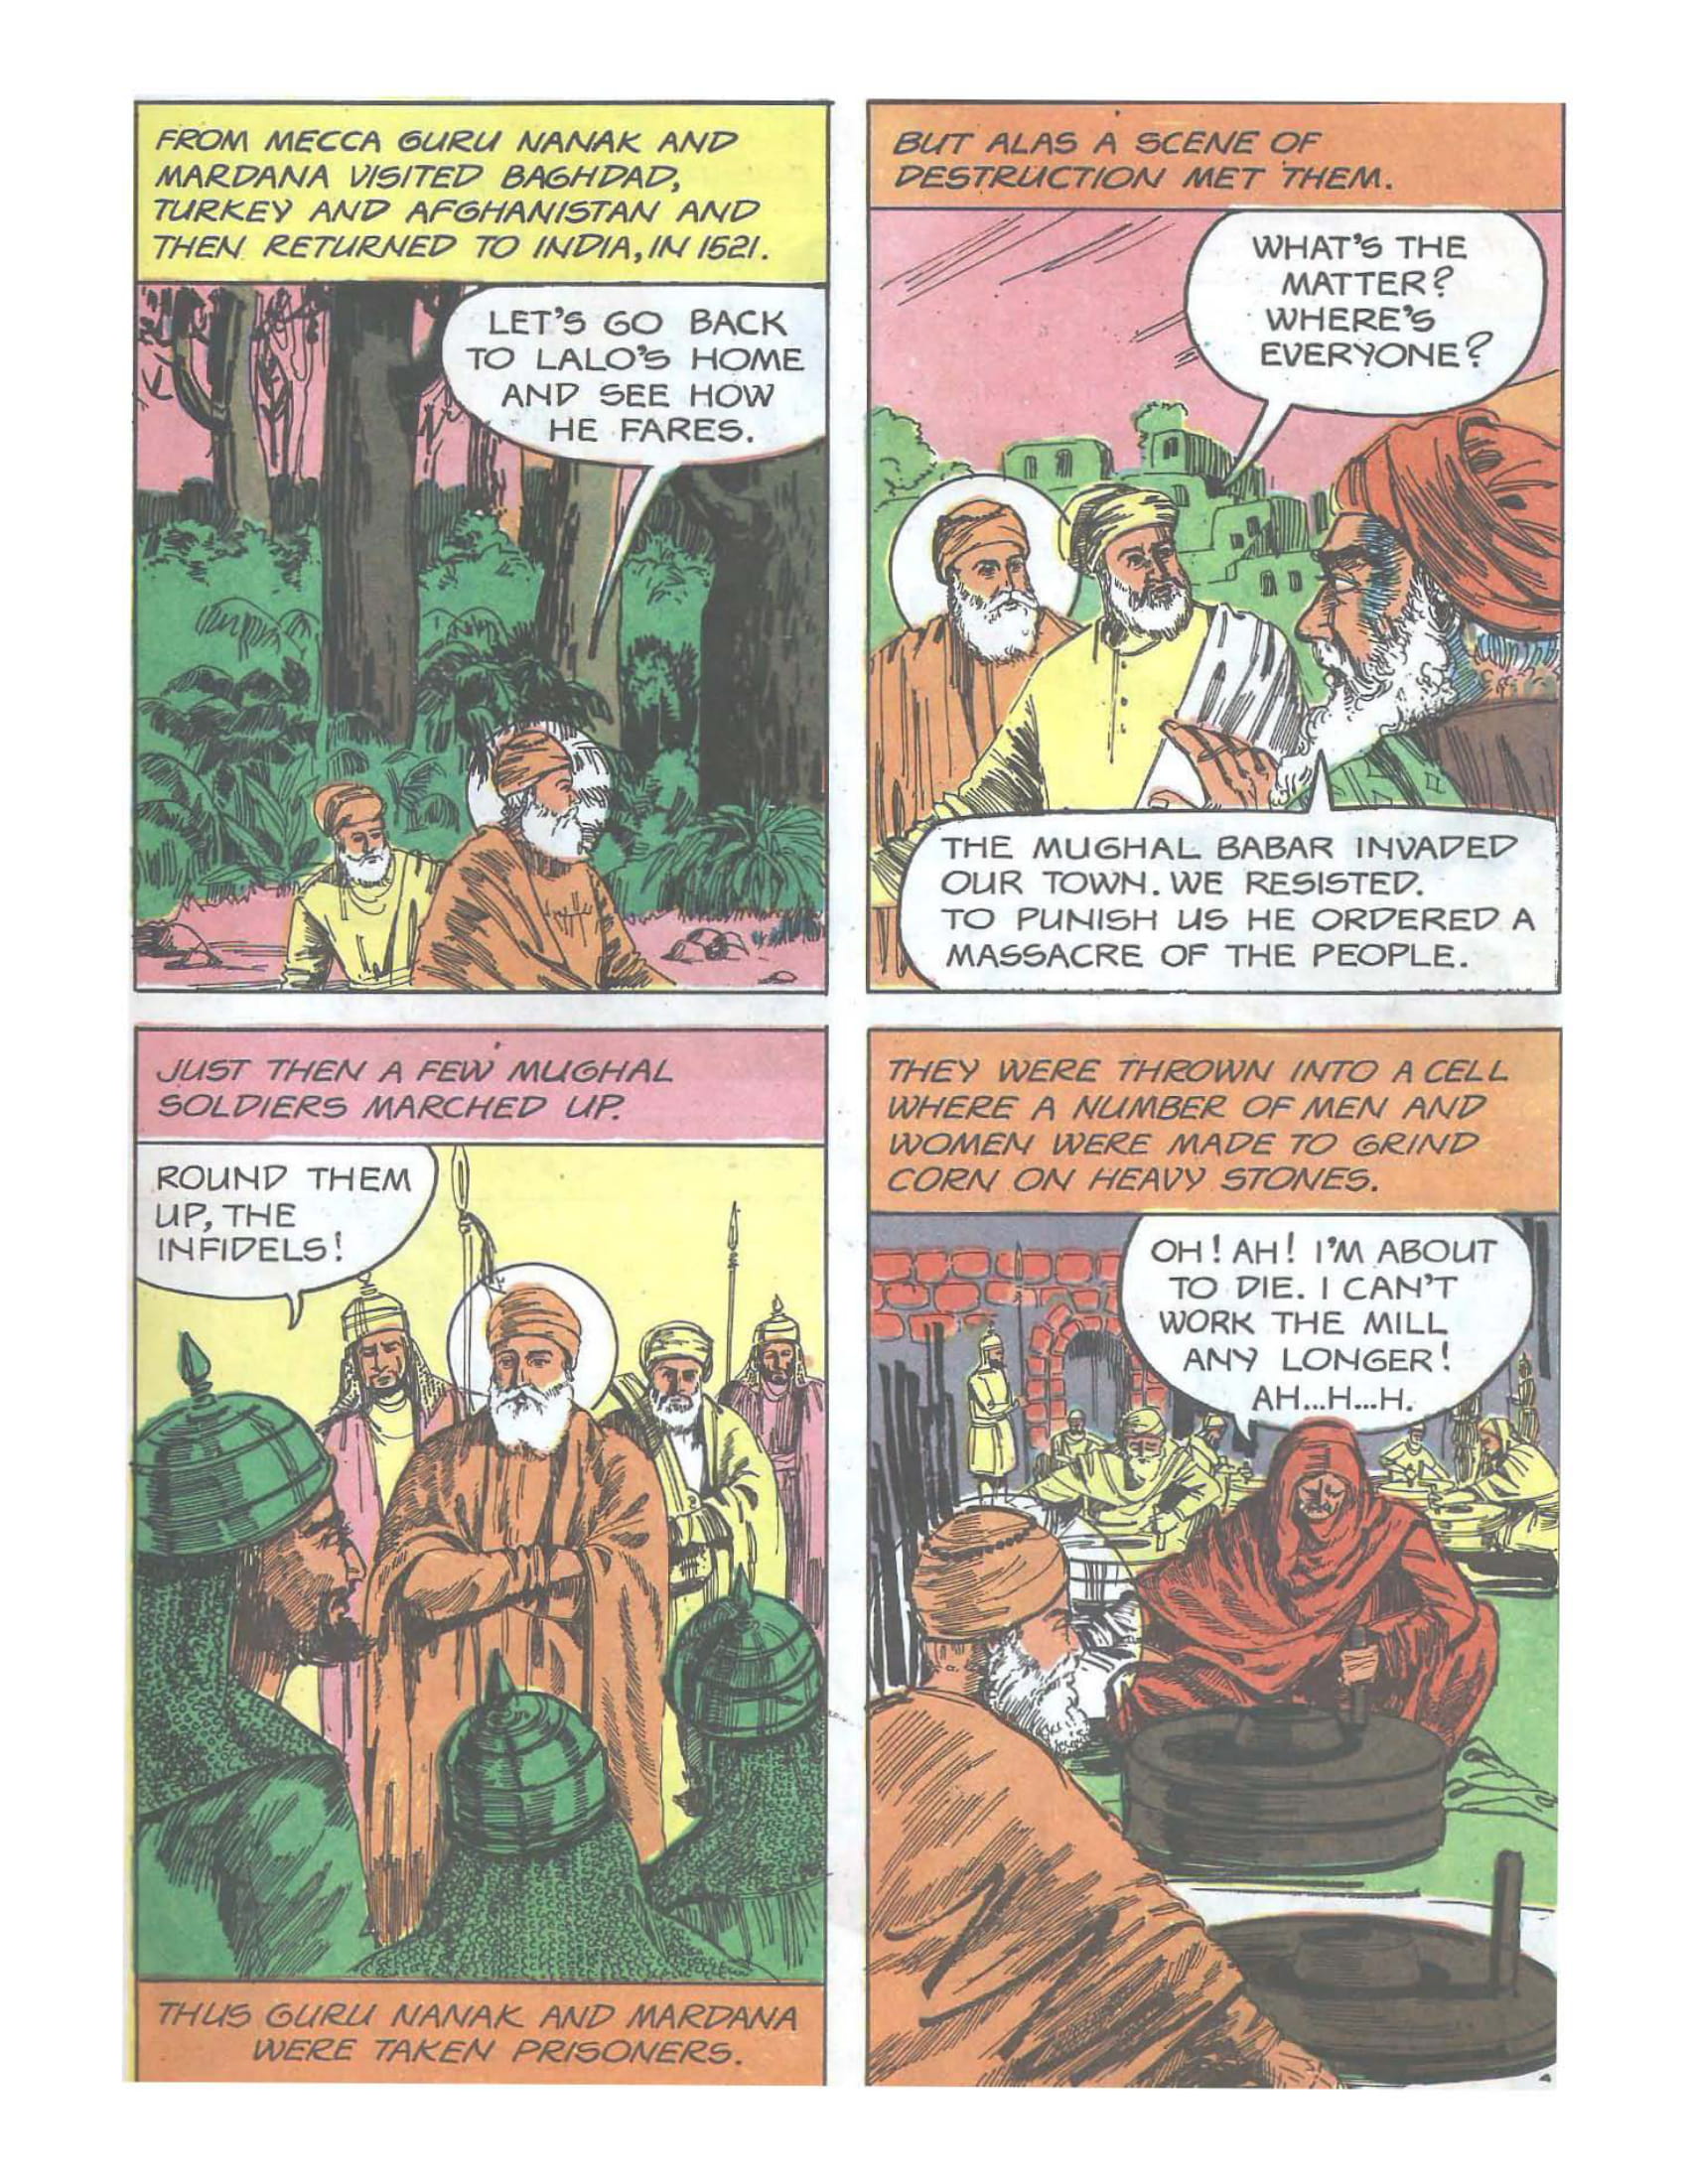 FROM MECCA GURU NANAK AND
MARDANA VISITED BAGHDAD,
TURKEY AND AFGHANISTAN AND
THEN RETURNED TO INDIA, IN 1521.
LET'S GO BACK
TO LALO'S HOME
AND SEE HOW
HE FARES.
BUT ALAS A SCENE OF
DESTRUCTION MET THEM.
WHAT'S THE
MATTER?
WHERE'S
EVERYONE?
THE MUGHAL BABAR INVADED
OUR TOWN. WE RESISTED.
TO PUNISH US HE ORDERED A
MASSACRE OF THE PEOPLE.
JUST THEN A FEW MUGHAL
SOLDIERS MARCHED UP.
ROUND THEM
UP, THE
INFIDELS!
THUS GURU NANAK AND MARDANA
WERE TAKEN PRISONERS.
THEY WERE THROWN INTO A CELL
WHERE A NUMBER OF MEN AND
WOMEN WERE MADE TO GRIND
CORN ON HEAVY STONES.
OH! AH! I'M ABOUT
TO DIE. I CAN'T
WORK THE MILL
ANY LONGER!
AH...H...H.